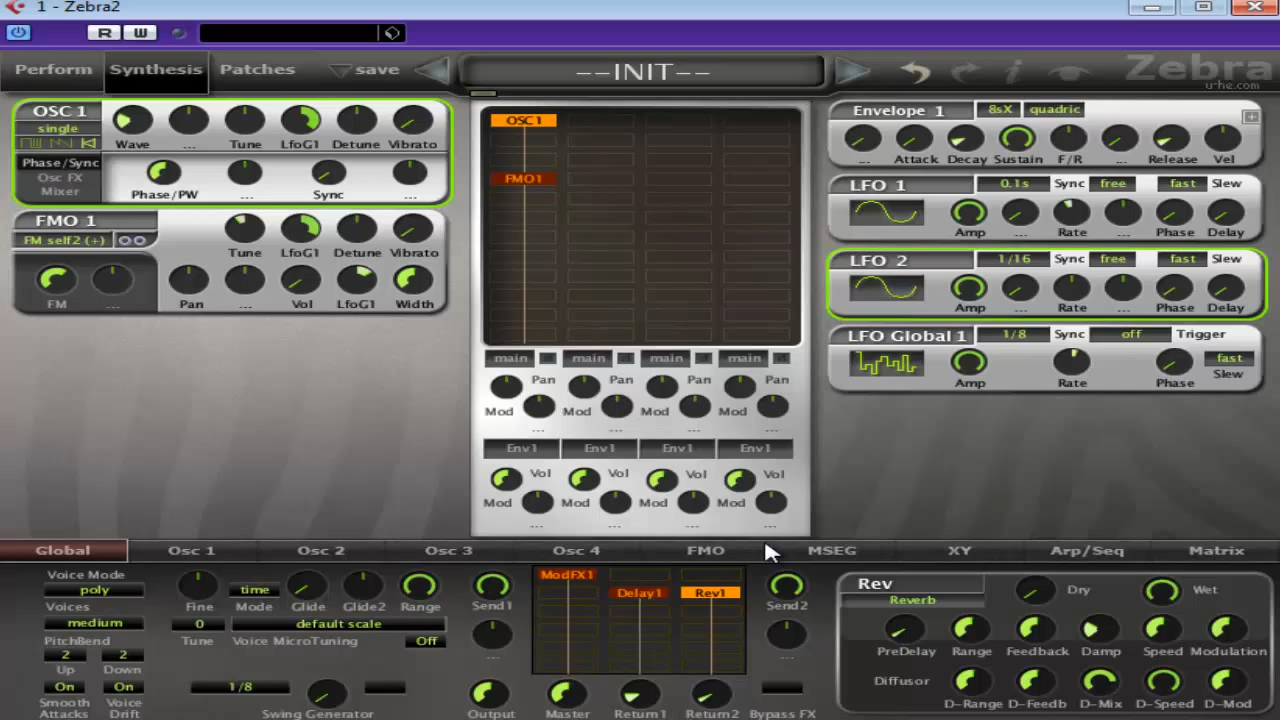 1 - Zebra2
R W
Perform Synthesis Patches save --INIT-- Zebra
u-he.com
OSC 1
single
Wave ... Tune LfoG1 Detune Vibrato
Phase/Sync
Osc FX
Mixer
Phase/PW ... Sync ...
FMO 1
FM self2 (+)
Tune LfoG1 Detune Vibrato
FM ... Pan ... Vol LfoG1 Width
OSC1
FMO1
main main main main
Pan Pan Pan Pan
Mod Mod Mod Mod
... ... ... ...
Env1 Env1 Env1 Env1
Vol Vol Vol Vol
Mod Mod Mod Mod
... ... ... ...
Envelope 1 8sX quadric
... Attack Decay Sustain F/R ... Release Vel
LFO 1 0.1s Sync free fast Slew
Amp ... Rate ... Phase Delay
LFO 2 1/16 Sync free fast Slew
Amp ... Rate ... Phase Delay
LFO Global 1 1/8 Sync off Trigger
fast
Slew
Amp Rate Phase
Global Osc 1 Osc 2 Osc 3 Osc 4 FMO MSEG XY Arp/Seq Matrix
Voice Mode
poly
Voices
medium
PitchBend
2 2
Up Down
On On
Smooth Attacks Voice Drift
time
Fine Mode Glide Glide2 Range
0 default scale
Tune Voice MicroTuning Off
1/8
Swing Generator
Send1
...
Output
ModFX1
Delay1 Rev1
Master Return1 Return2 Bypass FX
Send2
...
Rev
Reverb
Dry Wet
PreDelay Range Feedback Damp Speed Modulation
Diffusor
D-Range D-Feedb D-Mix D-Speed D-Mod